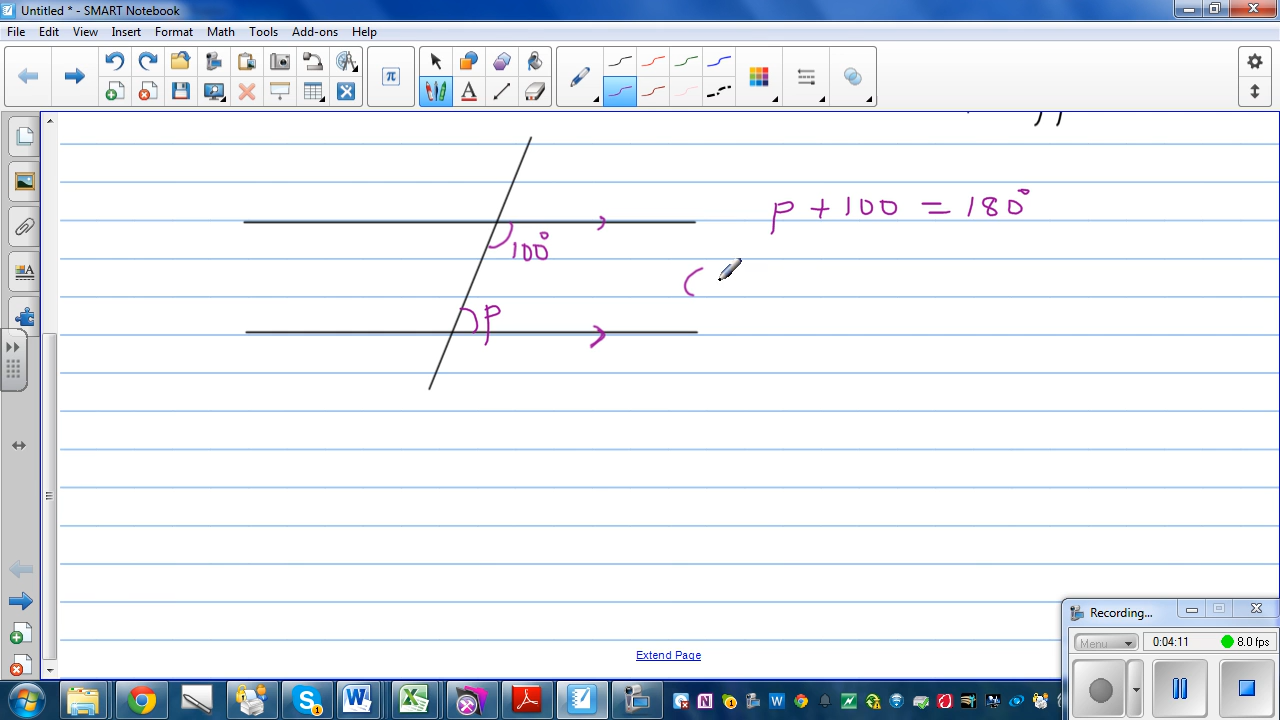 Untitled * - SMART Notebook
File Edit View Insert Format Math Tools Add-ons Help
π
A
p + 100 = 180°
100°
(
p
Extend Page
Recording...
Menu 0:04:11 8.0 fps